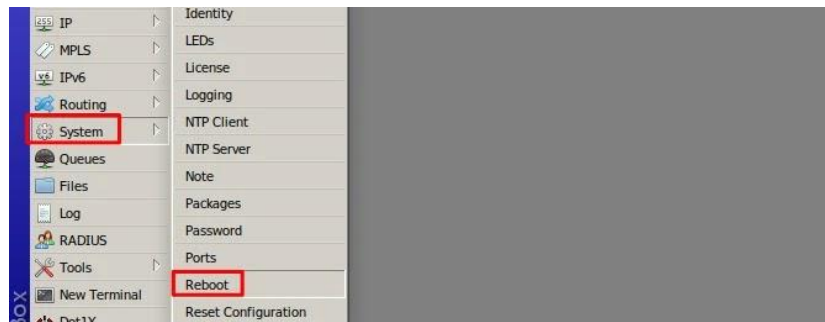 IP
MPLS
IPv6
Routing
System
Queues
Files
Log
RADIUS
Tools
New Terminal
Dot1X
Identity
LEDs
License
Logging
NTP Client
NTP Server
Note
Packages
Password
Ports
Reboot
Reset Configuration